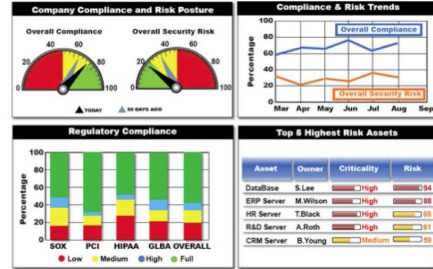 Company Compliance and Risk Posture
Overall Compliance
Overall Security Risk
20
40
60
80
0
100
20
40
60
80
0
100
TODAY
30 DAYS AGO
Compliance & Risk Trends
Percentage
100
80
60
40
20
0
Overall Compliance
Overall Security Risk
Mar Apr May Jun Jul Aug Sep
Regulatory Compliance
Percentage
100
80
60
40
20
0
SOX PCI HIPAA GLBA OVERALL
Low Medium High Full
Top 5 Highest Risk Assets
Asset Owner Criticality Risk
DataBase S.Lee High 94
ERP Server M.Wilson High 88
HR Server T.Black High 65
R&D Server A.Roth High 61
CRM Server B.Young Medium 59